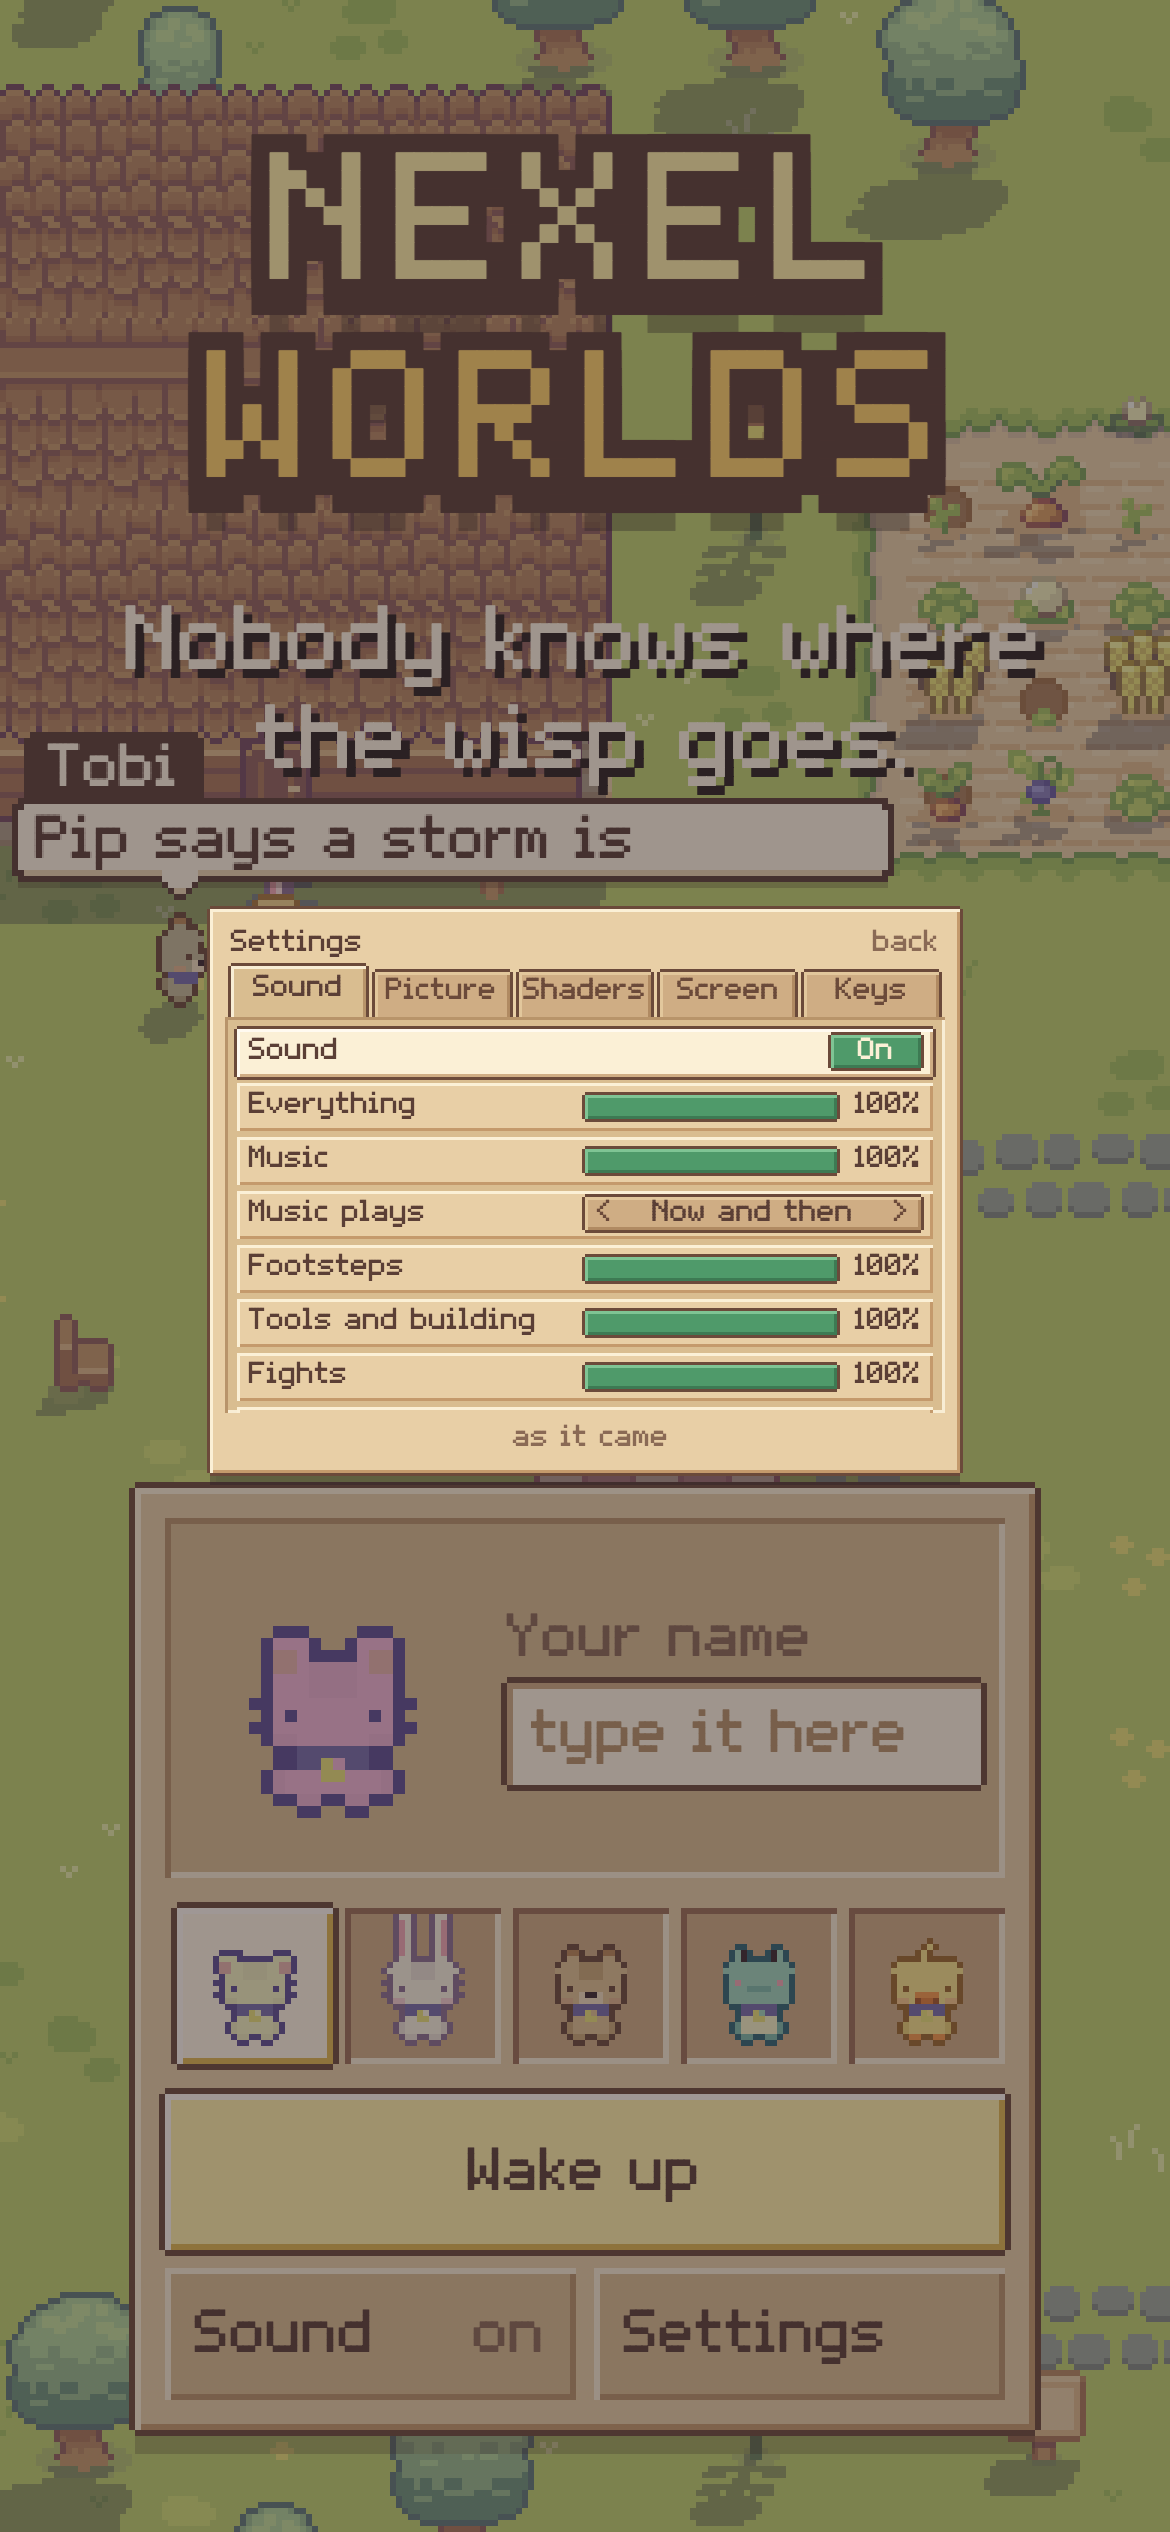 NEXEL
WORLDS
Nobody knows where
the wisp goes.
Tobi
Pip says a storm is
Settings
back
Sound Picture Shaders Screen Keys
Sound On
Everything 100%
Music 100%
Music plays < Now and then >
Footsteps 100%
Tools and building 100%
Fights 100%
as it came
Your name
type it here
Wake up
Sound on
Settings